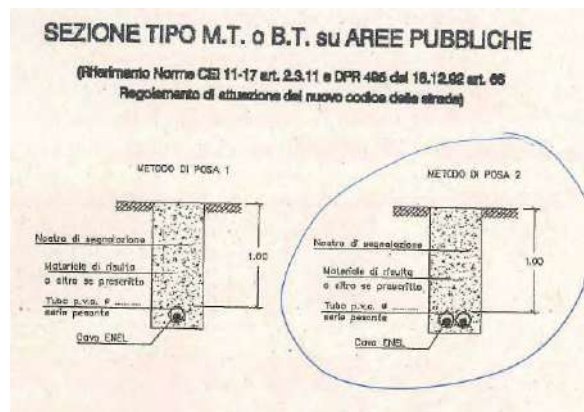 SEZIONE TIPO M.T. o B.T. su AREE PUBBLICHE
(Riferimento Norme CEI 11-17 art. 2.3.11 e DPR 495 del 16.12.92 art. 66
Regolamento di attuazione del nuovo codice della strada)
METODO DI POSA 1
Nastro di segnalazione
Materiale di risulta
o altro se prescritto
Tubo p.v.c. ø ..........
serie pesante
Cavo ENEL
1.00
METODO DI POSA 2
Nastro di segnalazione
Materiale di risulta
o altro se prescritto
Tubo p.v.c. ø ..........
serie pesante
Cavo ENEL
1.00